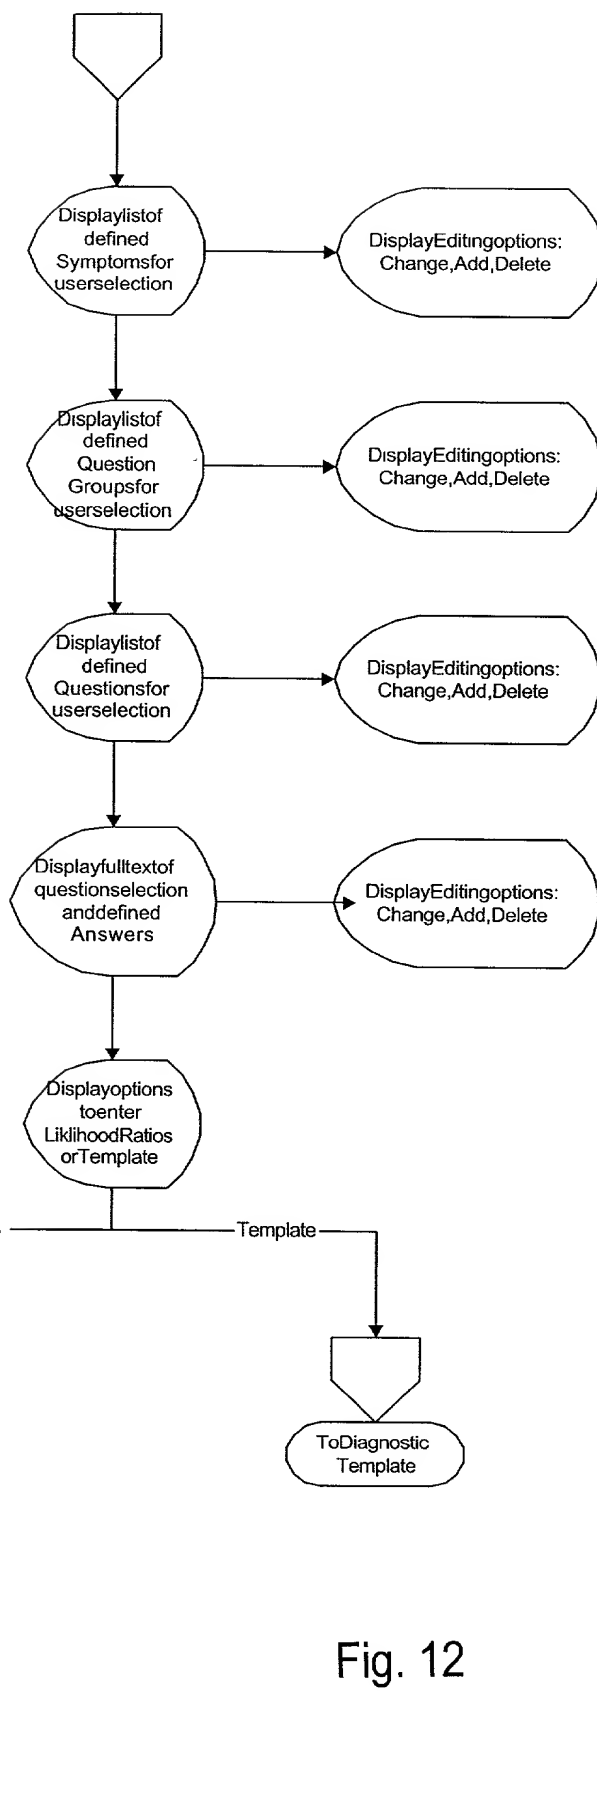 Displaylistof
defined
Symptomsfor
userselection
DisplayEditingoptions:
Change,Add,Delete
Displaylistof
defined
Question
Groupsfor
userselection
DisplayEditingoptions:
Change,Add,Delete
Displaylistof
defined
Questionsfor
userselection
DisplayEditingoptions:
Change,Add,Delete
Displayfulltextof
questionselection
anddefined
Answers
DisplayEditingoptions:
Change,Add,Delete
Displayoptions
toenter
LiklihoodRatios
orTemplate
Template
ToDiagnostic
Template
Fig. 12